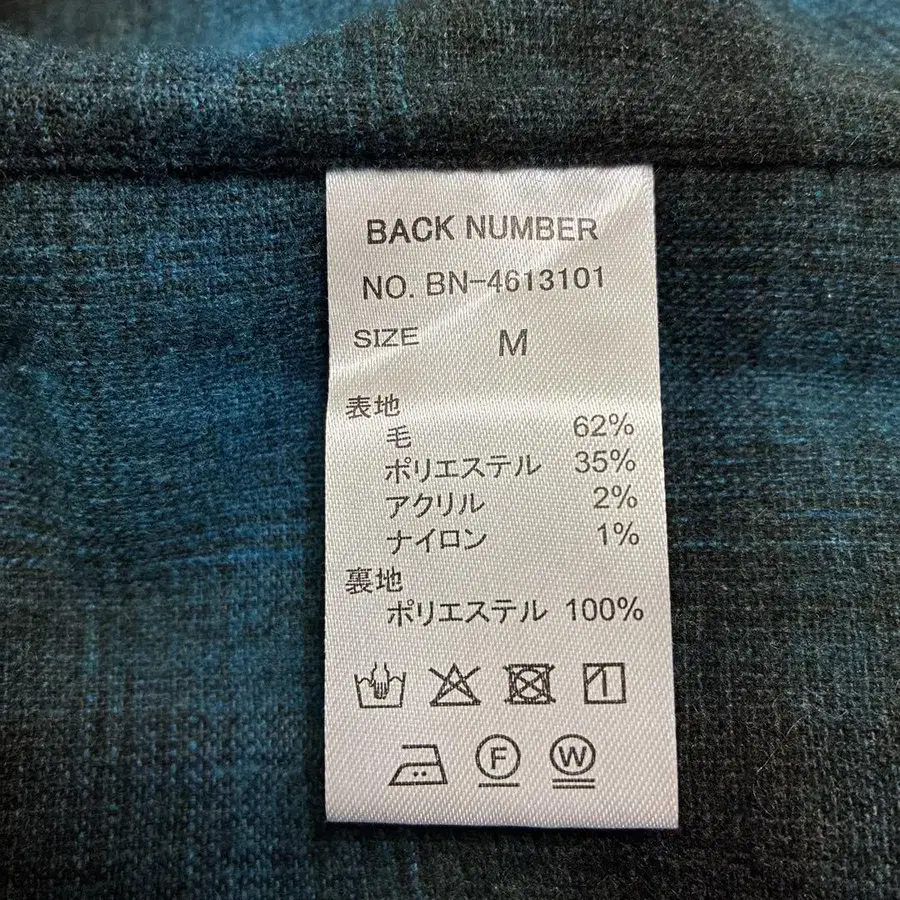 BACK NUMBER
NO. BN-4613101
SIZE M
表地
毛 62%
ポリエステル 35%
アクリル 2%
ナイロン 1%
裏地
ポリエステル 100%
F W